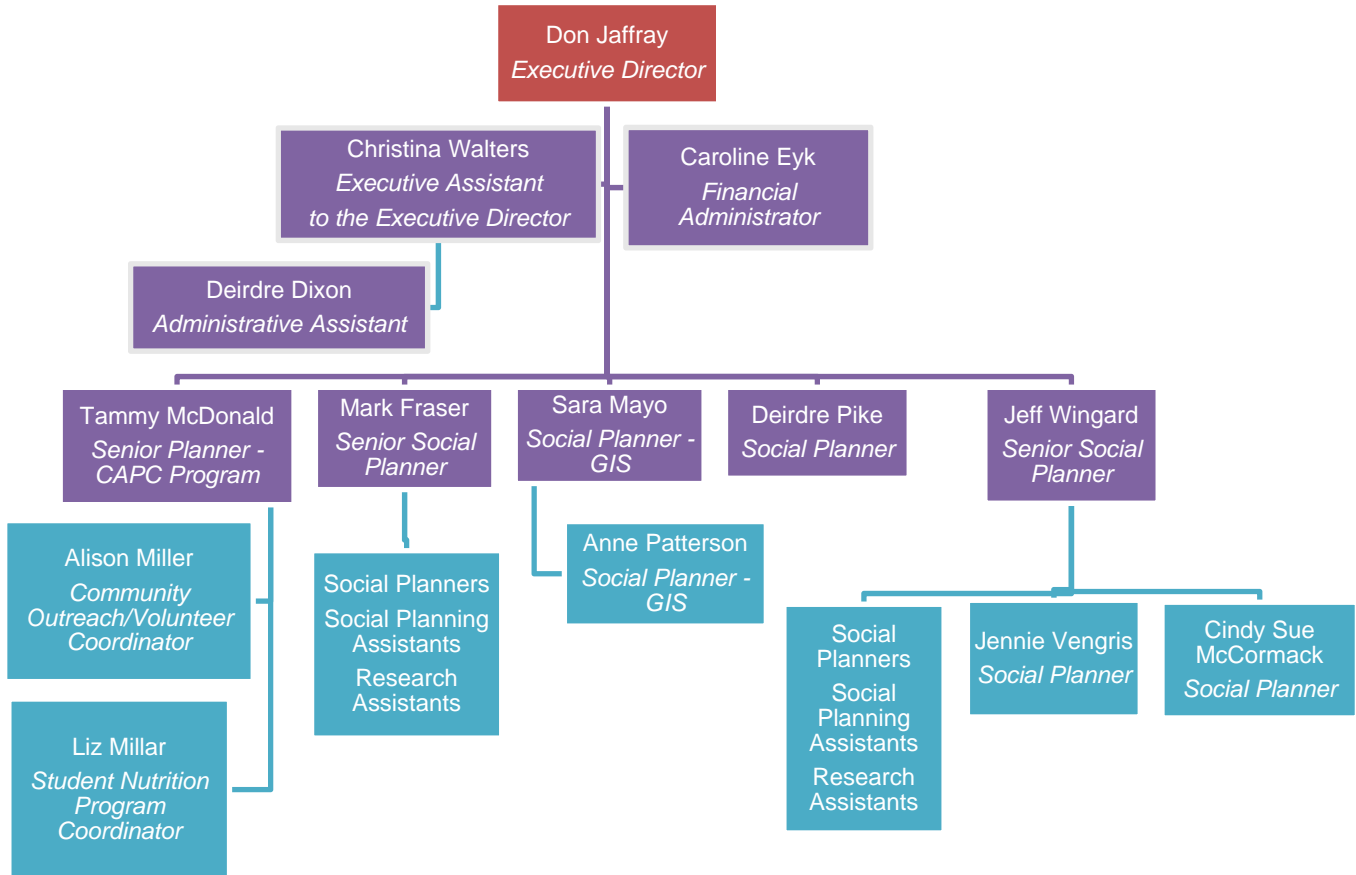 Don Jaffray
Executive Director
Christina Walters
Executive Assistant
to the Executive Director
Caroline Eyk
Financial
Administrator
Deirdre Dixon
Administrative Assistant
Tammy McDonald
Senior Planner -
CAPC Program
Mark Fraser
Senior Social
Planner
Sara Mayo
Social Planner -
GIS
Deirdre Pike
Social Planner
Jeff Wingard
Senior Social
Planner
Alison Miller
Community
Outreach/Volunteer
Coordinator
Liz Millar
Student Nutrition
Program
Coordinator
Social Planners
Social Planning
Assistants
Research
Assistants
Anne Patterson
Social Planner -
GIS
Social
Planners
Social
Planning
Assistants
Research
Assistants
Jennie Vengris
Social Planner
Cindy Sue
McCormack
Social Planner